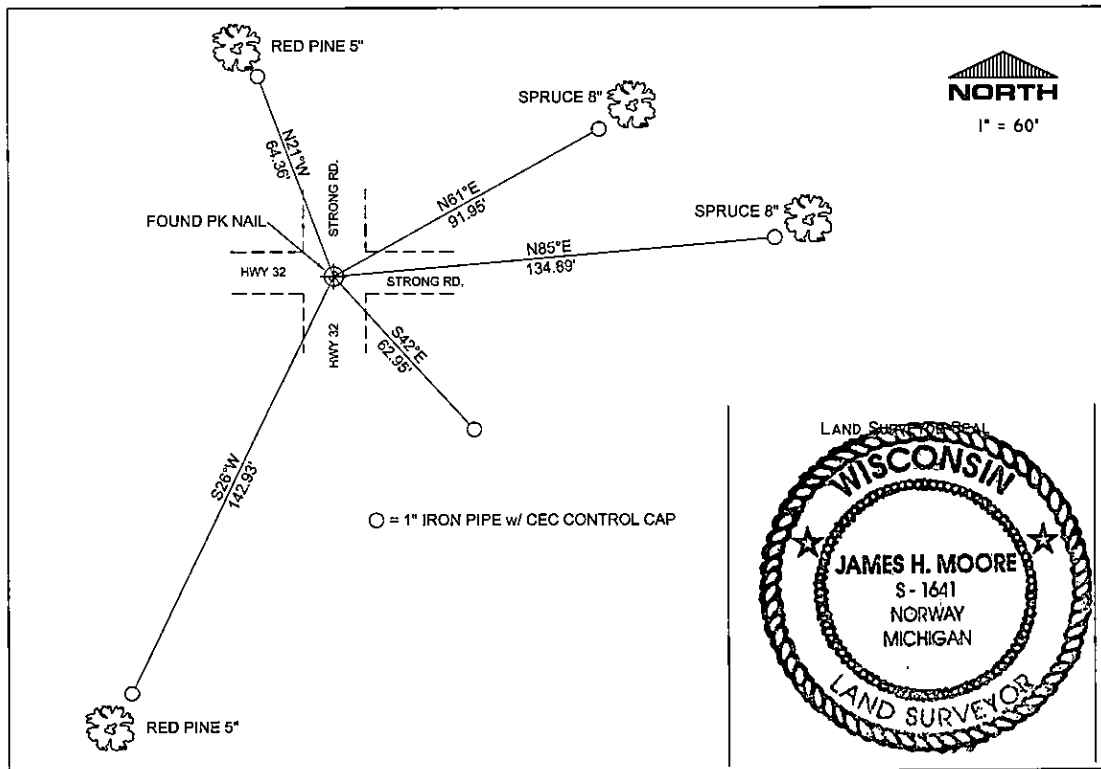 RED PINE 5"
SPRUCE 8"
NORTH
1" = 60'
N21°W
64.36'
STRONG RD.
N61°E
91.95'
SPRUCE 8"
FOUND PK NAIL
HWY 32
N85°E
134.89'
STRONG RD.
HWY 32
S42°E
62.95'
S26°W
142.93'
= 1" IRON PIPE w/ CEC CONTROL CAP
RED PINE 5"
LAND SURVEYOR SEAL
WISCONSIN
JAMES H. MOORE
S - 1641
NORWAY
MICHIGAN
LAND SURVEYOR